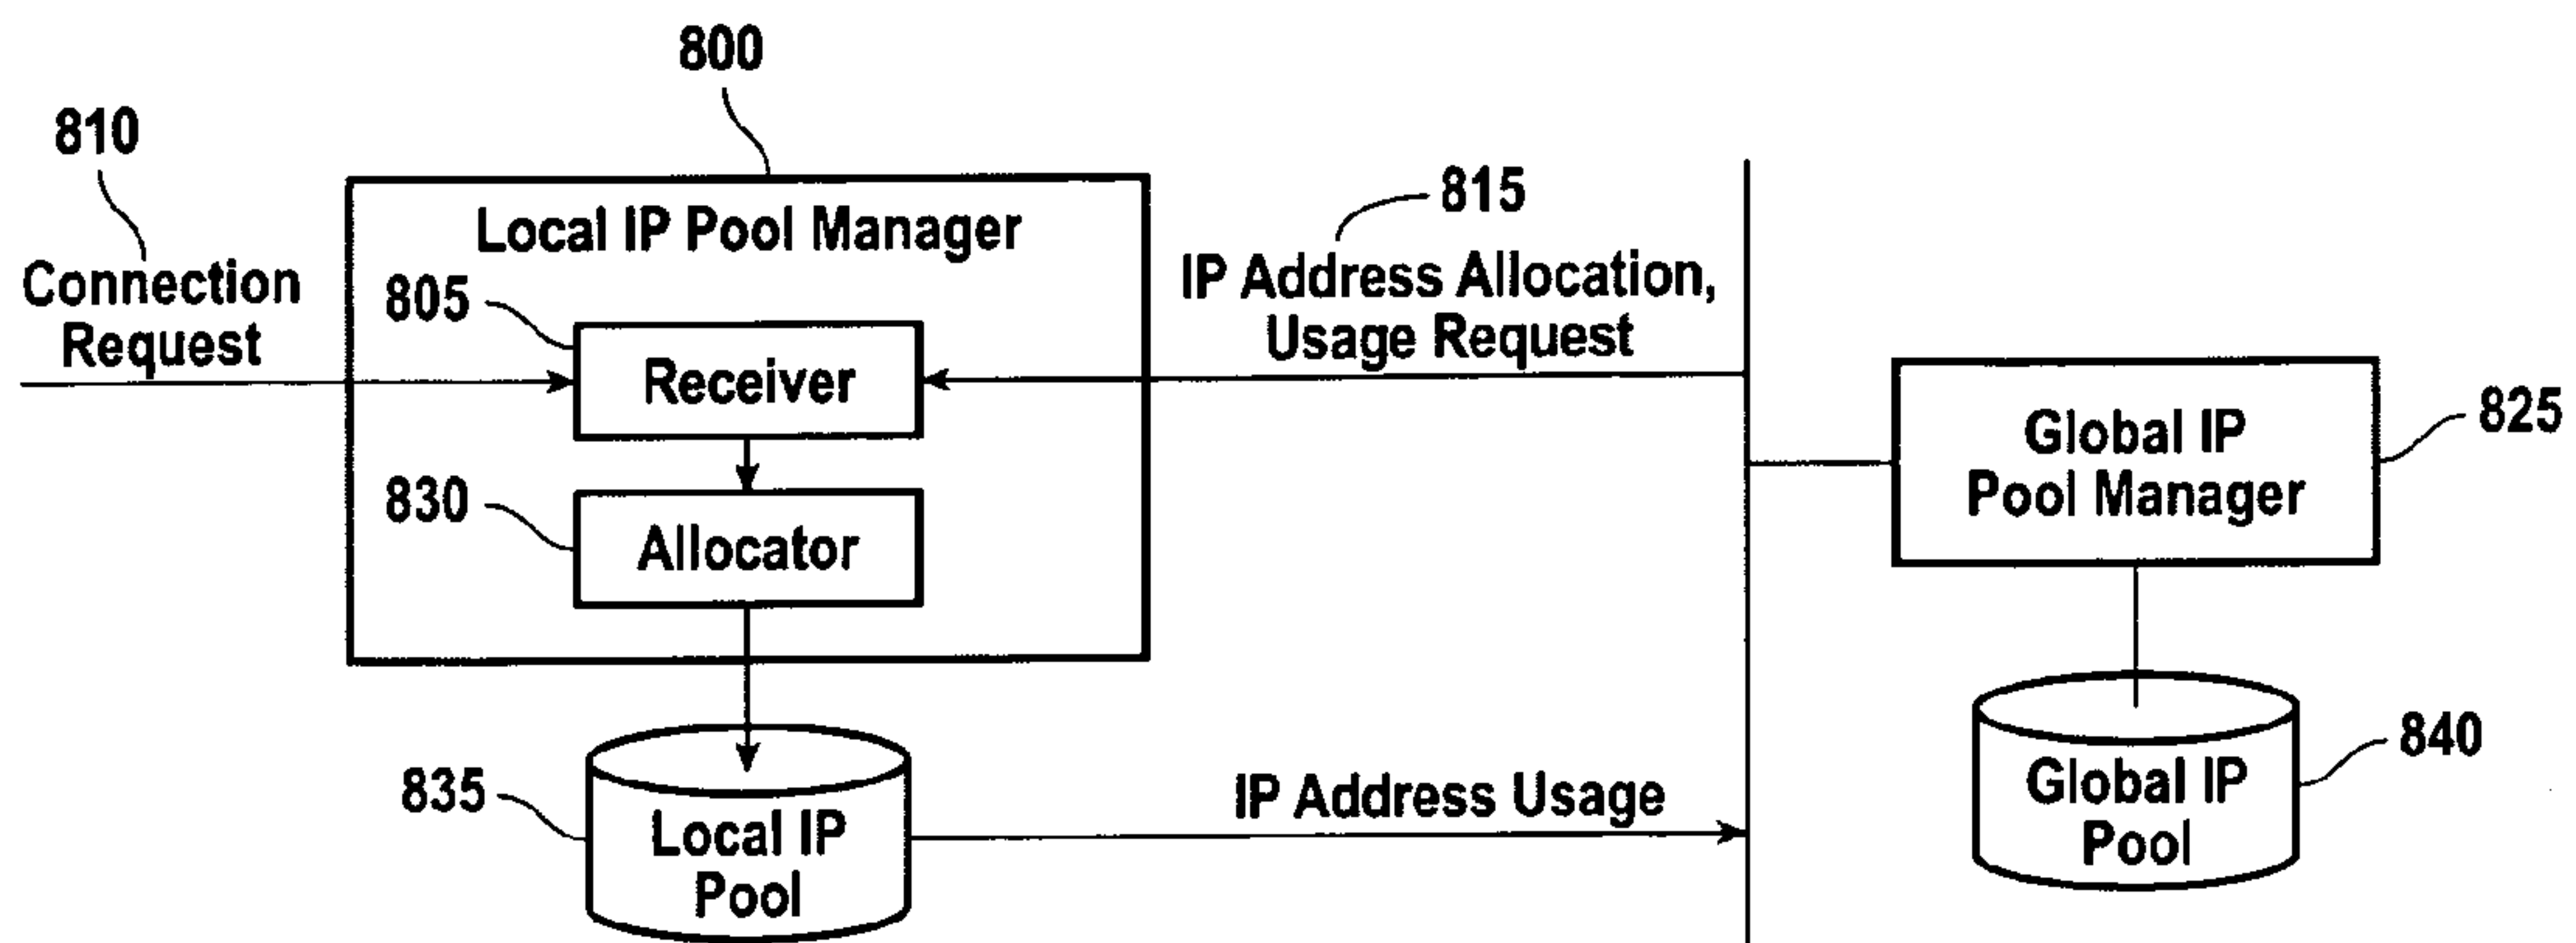 800
810
Local IP Pool Manager
815
Connection
Request
805
IP Address Allocation,
Usage Request
Receiver
Global IP
Pool Manager
825
830
Allocator
835
Local IP
Pool
IP Address Usage
Global IP
Pool
840